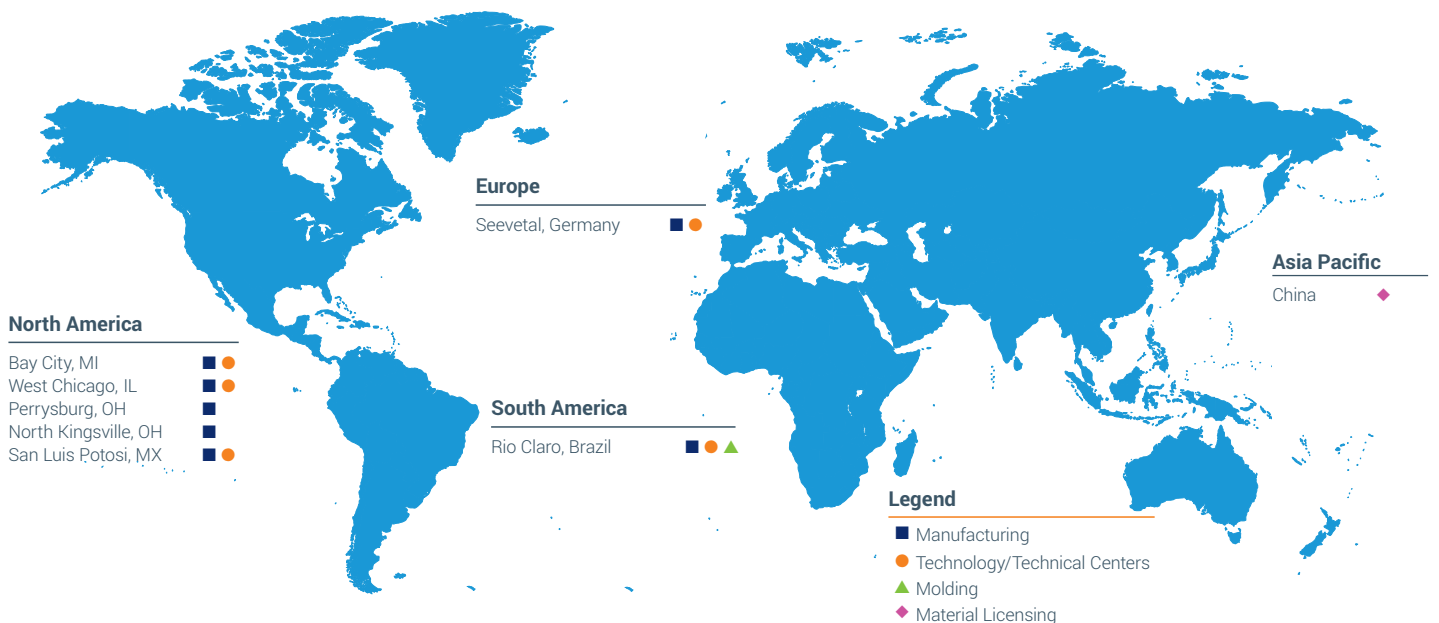 Europe
Seevetal, Germany
Asia Pacific
China
North America
Bay City, MI
West Chicago, IL
Perrysburg, OH
North Kingsville, OH
San Luis Potosi, MX
South America
Rio Claro, Brazil
Legend
Manufacturing
Technology/Technical Centers
Molding
Material Licensing